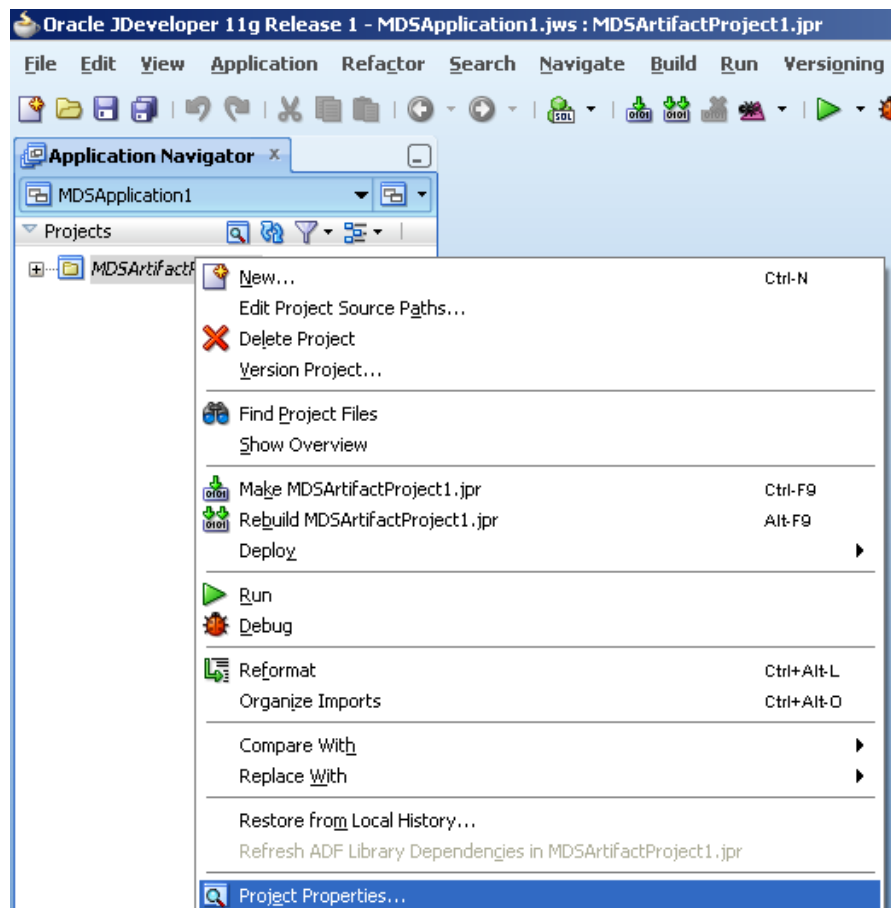 Oracle JDeveloper 11g Release 1 - MDSApplication1.jws : MDSArtifactProject1.jpr
File Edit View Application Refactor Search Navigate Build Run Versioning
Application Navigator
MDSApplication1
Projects
MDSArtifactP
New... Ctrl-N
Edit Project Source Paths...
Delete Project
Version Project...
Find Project Files
Show Overview
Make MDSArtifactProject1.jpr Ctrl-F9
Rebuild MDSArtifactProject1.jpr Alt-F9
Deploy
Run
Debug
Reformat Ctrl+Alt-L
Organize Imports Ctrl+Alt-O
Compare With
Replace With
Restore from Local History...
Refresh ADF Library Dependencies in MDSArtifactProject1.jpr
Project Properties...